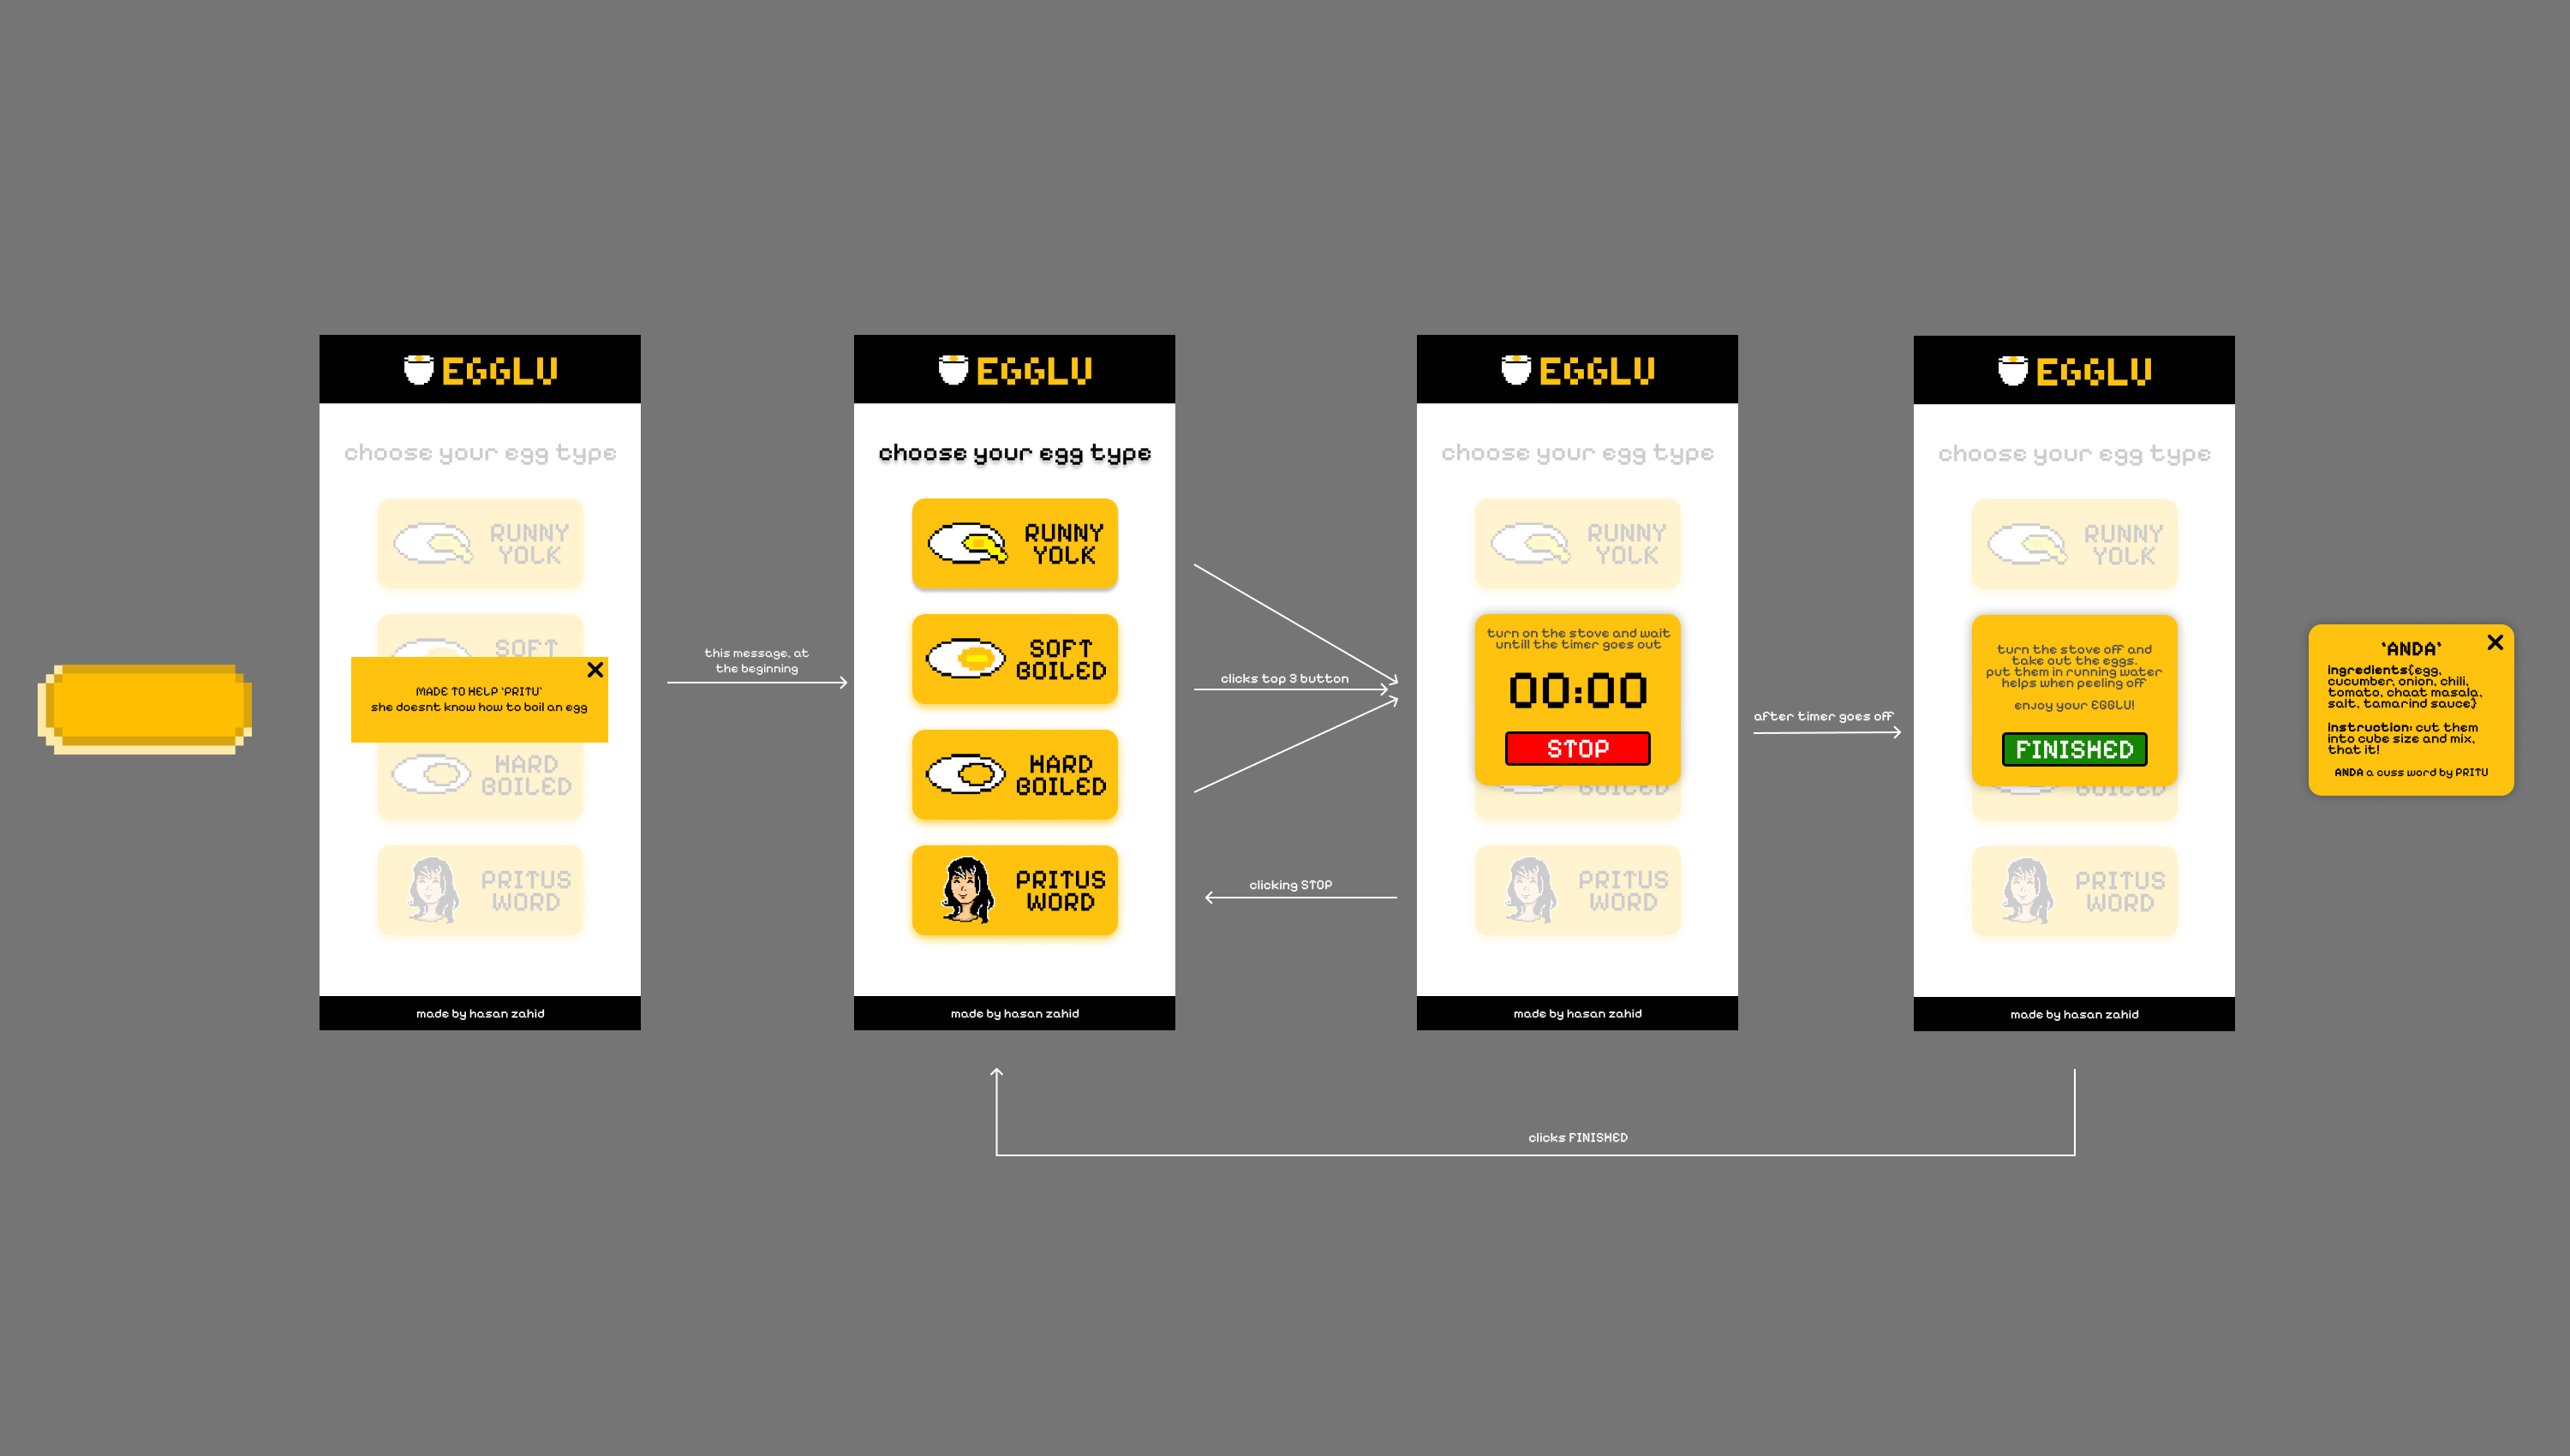 EGGLU
choose your egg type
RUNNY
YOLK
SOFT
MADE TO HELP 'PRITU'
she doesnt know how to boil an egg
HARD
BOILED
PRITUS
WORD
made by hasan zahid
this message, at
the beginning
EGGLU
choose your egg type
RUNNY
YOLK
SOFT
BOILED
HARD
BOILED
PRITUS
WORD
made by hasan zahid
clicks top 3 button
clicking STOP
EGGLU
choose your egg type
RUNNY
YOLK
turn on the stove and wait
untill the timer goes out
00:00
STOP
BOILED
PRITUS
WORD
made by hasan zahid
after timer goes off
EGGLU
choose your egg type
RUNNY
YOLK
turn the stove off and
take out the eggs.
put them in running water
helps when peeling off
enjoy your EGGLU!
FINISHED
BOILED
PRITUS
WORD
made by hasan zahid
clicks FINISHED
'ANDA'
ingredients{egg,
cucumber, onion, chili,
tomato, chaat masala,
salt, tamarind sauce}
instruction: cut them
into cube size and mix,
that it!
ANDA a cuss word by PRITU